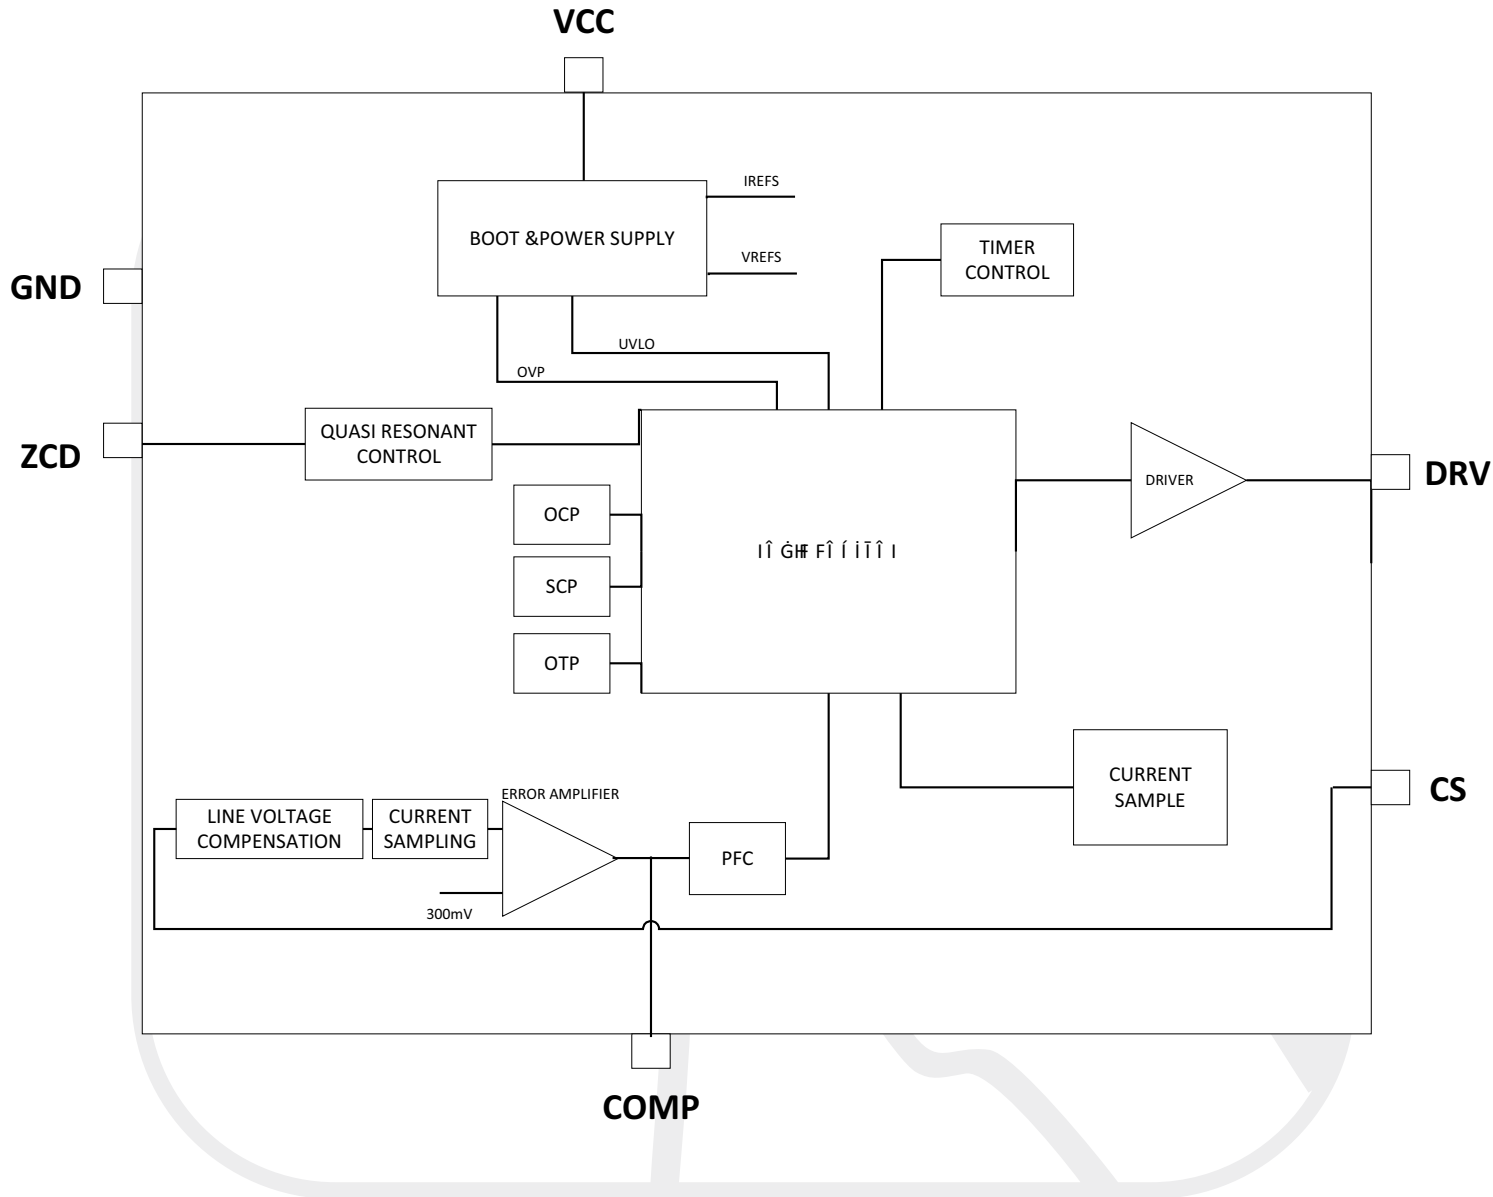 VCC
IREFS
BOOT &POWER SUPPLY
VREFS
TIMER
CONTROL
GND
UVLO
OVP
ZCD
QUASI RESONANT
CONTROL
DRIVER
DRV
OCP
SCP
OTP
CURRENT
SAMPLE
CS
ERROR AMPLIFIER
LINE VOLTAGE
COMPENSATION
CURRENT
SAMPLING
PFC
300mV
COMP